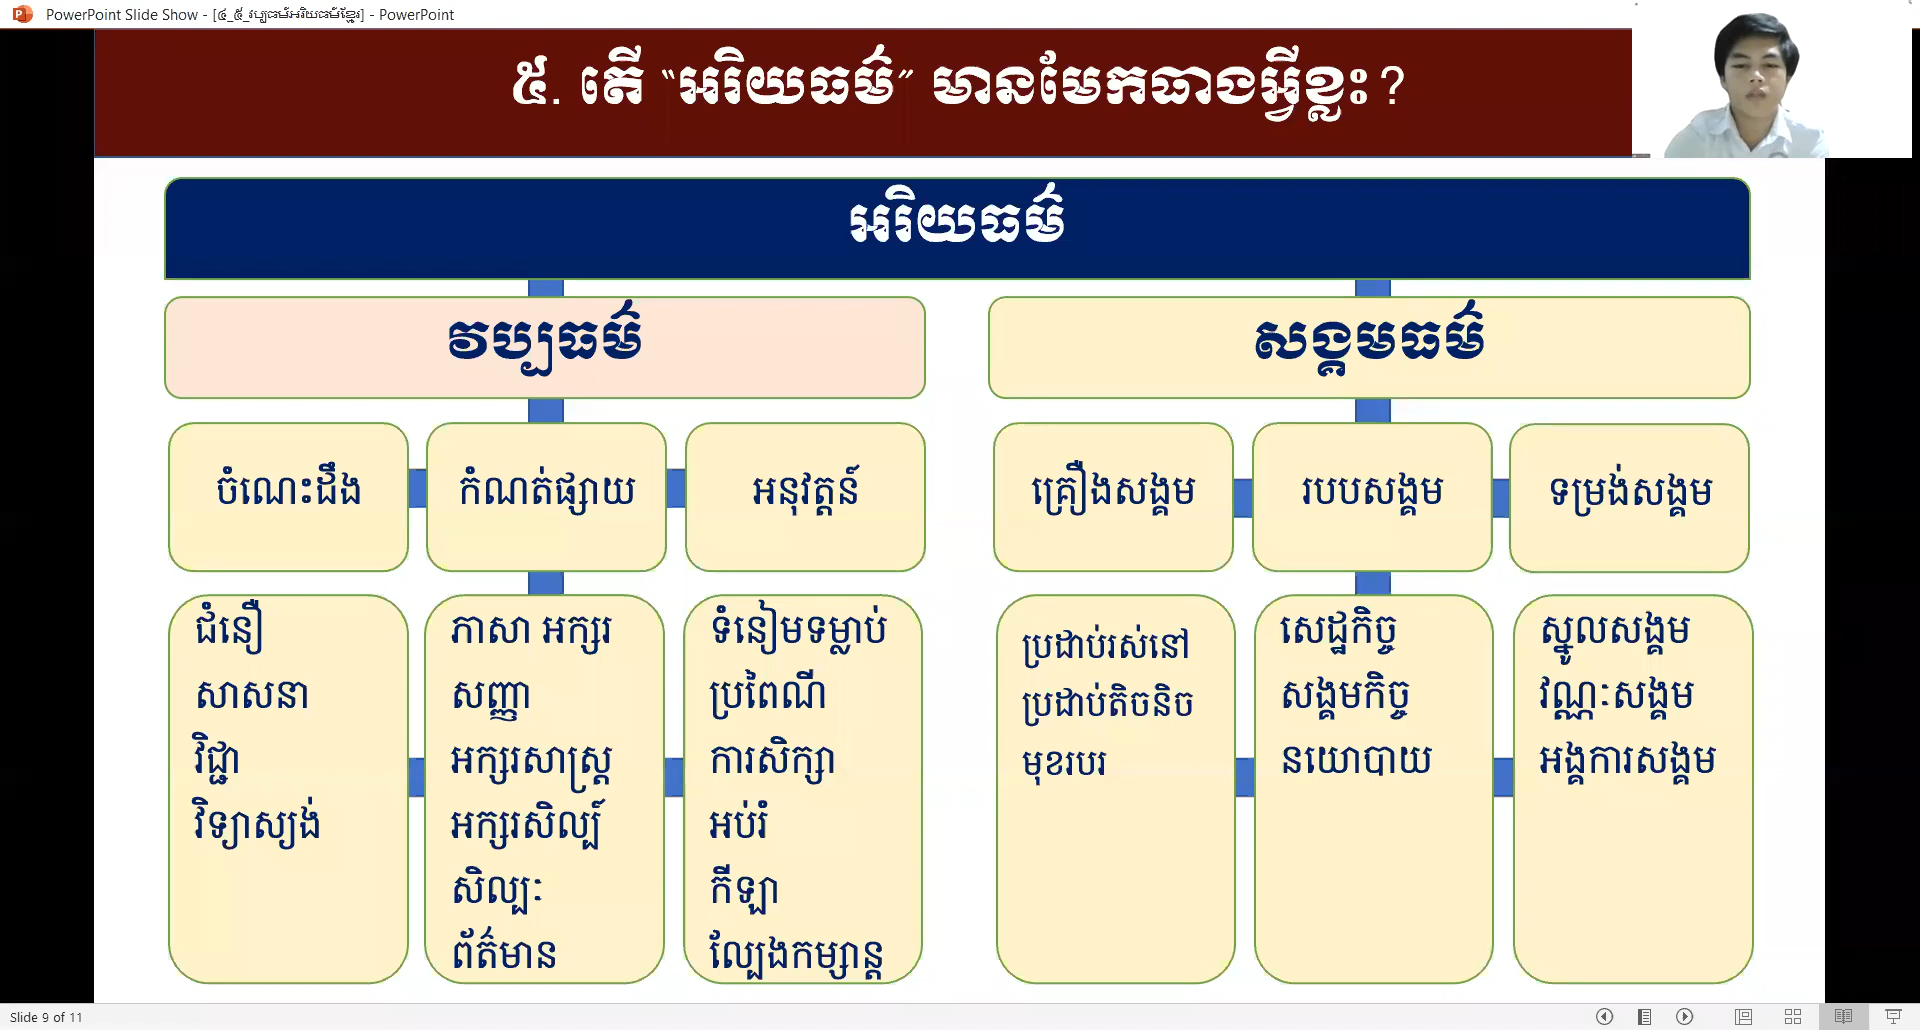 PowerPoint Slide Show - [៤_៥_វប្បធម៌អរិយធម៌ខ្មែរ] - PowerPoint
៥. តើ “អរិយធម៌” មានមែកធាងអ្វីខ្លះ?
អរិយធម៌
វប្បធម៌
សង្គមធម៌
ចំណេះដឹង
កំណត់ផ្សាយ
អនុវត្តន៍
គ្រឿងសង្គម
របបសង្គម
ទម្រង់សង្គម
ជំនឿ
សាសនា
វិជ្ជា
វិទ្យាស្យង់
ភាសា អក្សរ
សញ្ញា
អក្សរសាស្ត្រ
អក្សរសិល្ប៍
សិល្បៈ
ព័ត៌មាន
ទំនៀមទម្លាប់
ប្រពៃណី
ការសិក្សា
អប់រំ
កីឡា
ល្បែងកម្សាន្ត
ប្រដាប់រស់នៅ
ប្រដាប់តិចនិច
មុខរបរ
សេដ្ឋកិច្ច
សង្គមកិច្ច
នយោបាយ
ស្នូលសង្គម
វណ្ណៈសង្គម
អង្គការសង្គម
Slide 9 of 11